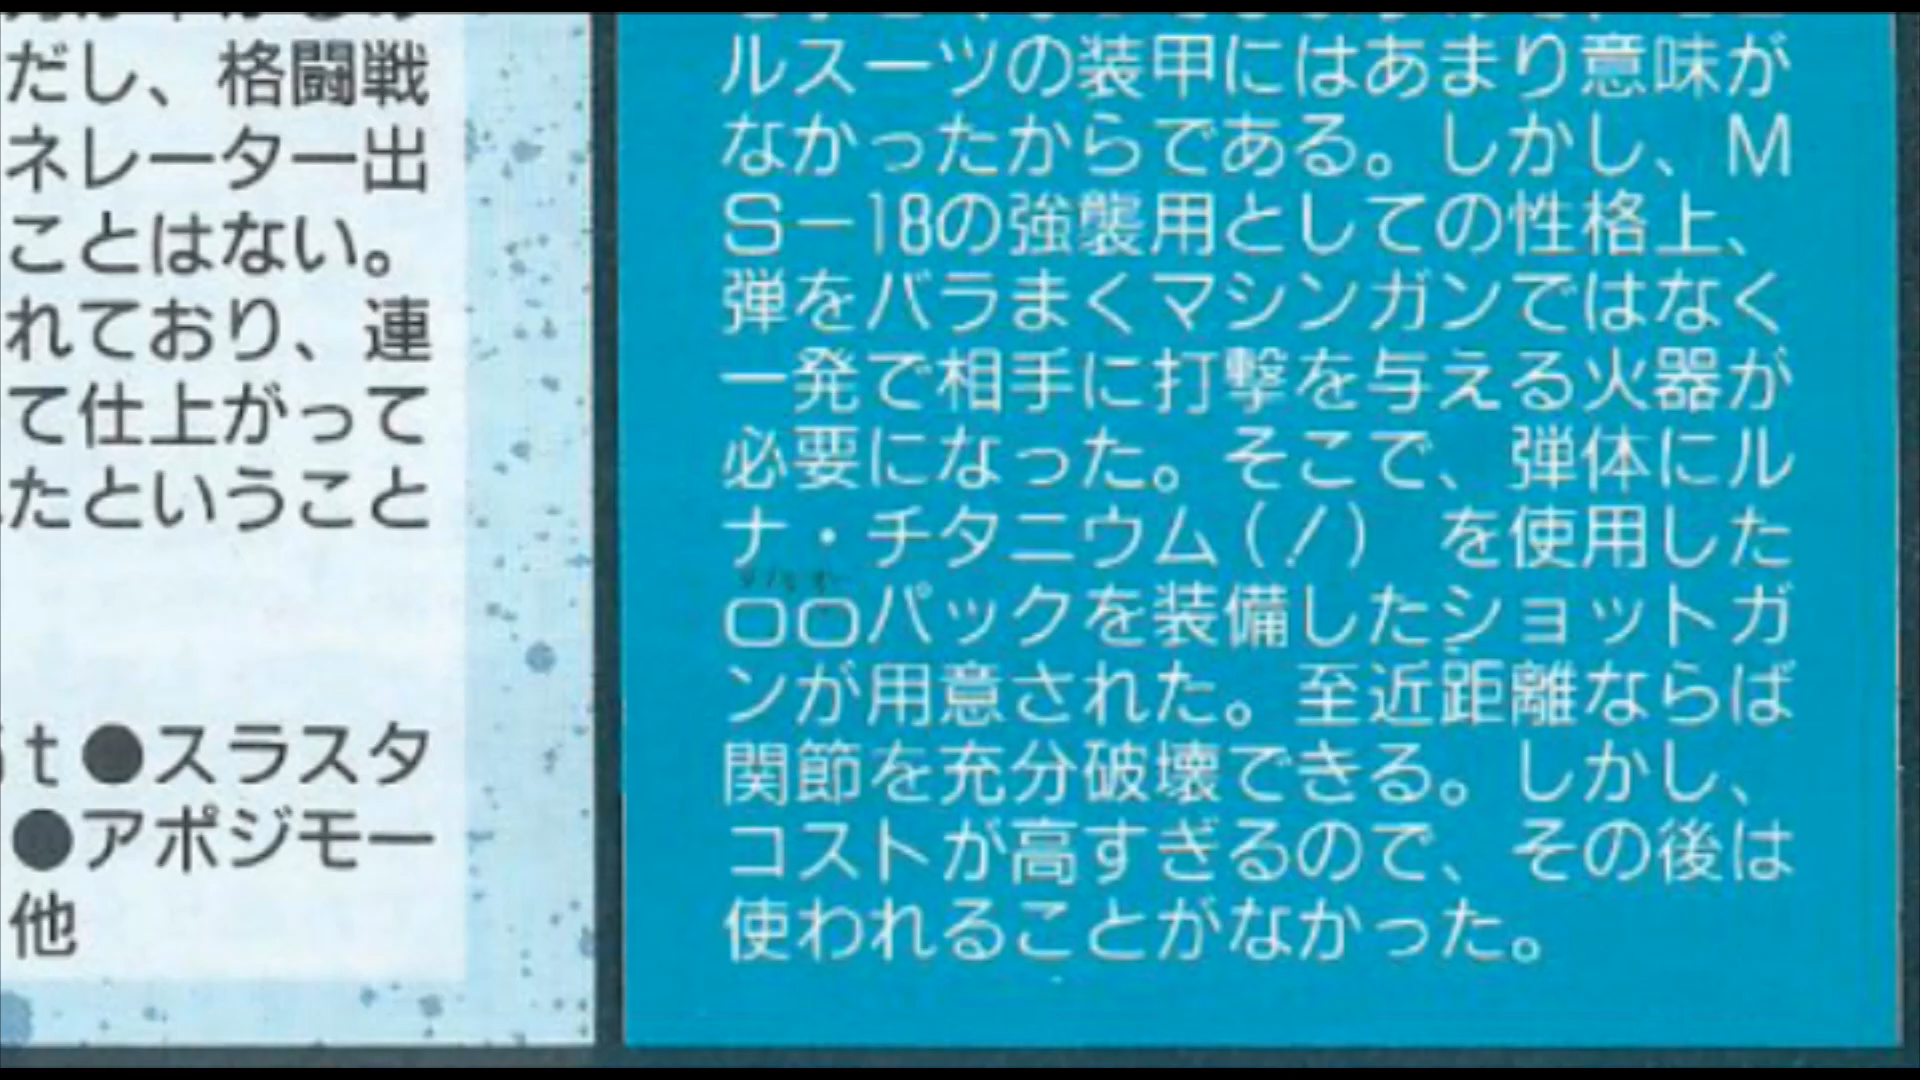 だし、格闘戦
ネレーター出
ことはない。
れており、連
て仕上がって
たということ
t●スラスタ
●アポジモー
他
ルスーツの装甲にはあまり意味が
なかったからである。しかし、M
S－18の強襲用としての性格上、
弾をバラまくマシンガンではなく
一発で相手に打撃を与える火器が
必要になった。そこで、弾体にル
ナ・チタニウム(！) を使用した
○○パックを装備したショットガ
ンが用意された。至近距離ならば
関節を充分破壊できる。しかし、
コストが高すぎるので、その後は
使われることがなかった。